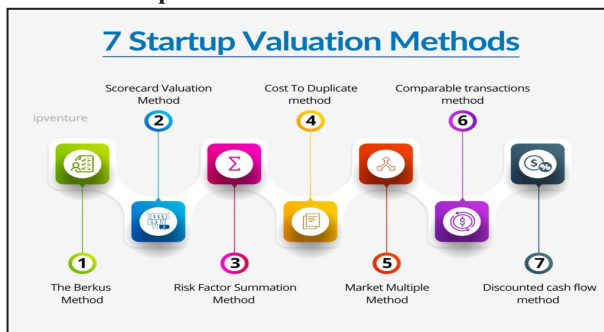 7 Startup Valuation Methods
Scorecard Valuation
Method
2
Cost To Duplicate
method
4
Comparable transactions
method
6
ipventure
1
The Berkus
Method
3
Risk Factor Summation
Method
5
Market Multiple
Method
7
Discounted cash flow
method